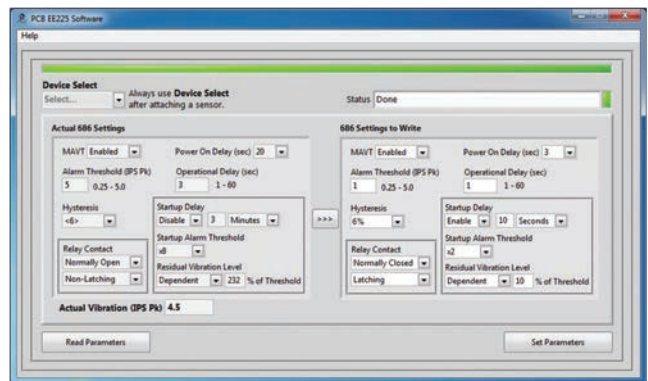 PCB EE225 Software
Help
Device Select
Select...
Always use Device Select
after attaching a sensor.
Status Done
Actual 686 Settings
MAVT Enabled Power On Delay (sec) 20
Alarm Threshold (IPS Pk) Operational Delay (sec)
5 0.25 - 5.0 3 1 - 60
Hysteresis
<6>
Startup Delay
Disable 3 Minutes
Startup Alarm Threshold
x8
Relay Contact
Normally Open
Non-Latching
Residual Vibration Level
Dependent 232 % of Threshold
Actual Vibration (IPS Pk) 4.5
>>>
686 Settings to Write
MAVT Enabled Power On Delay (sec) 3
Alarm Threshold (IPS Pk) Operational Delay (sec)
1 0.25 - 5.0 1 1 - 60
Hysteresis
6%
Startup Delay
Enable 10 Seconds
Startup Alarm Threshold
x2
Relay Contact
Normally Closed
Latching
Residual Vibration Level
Dependent 10 % of Threshold
Read Parameters
Set Parameters